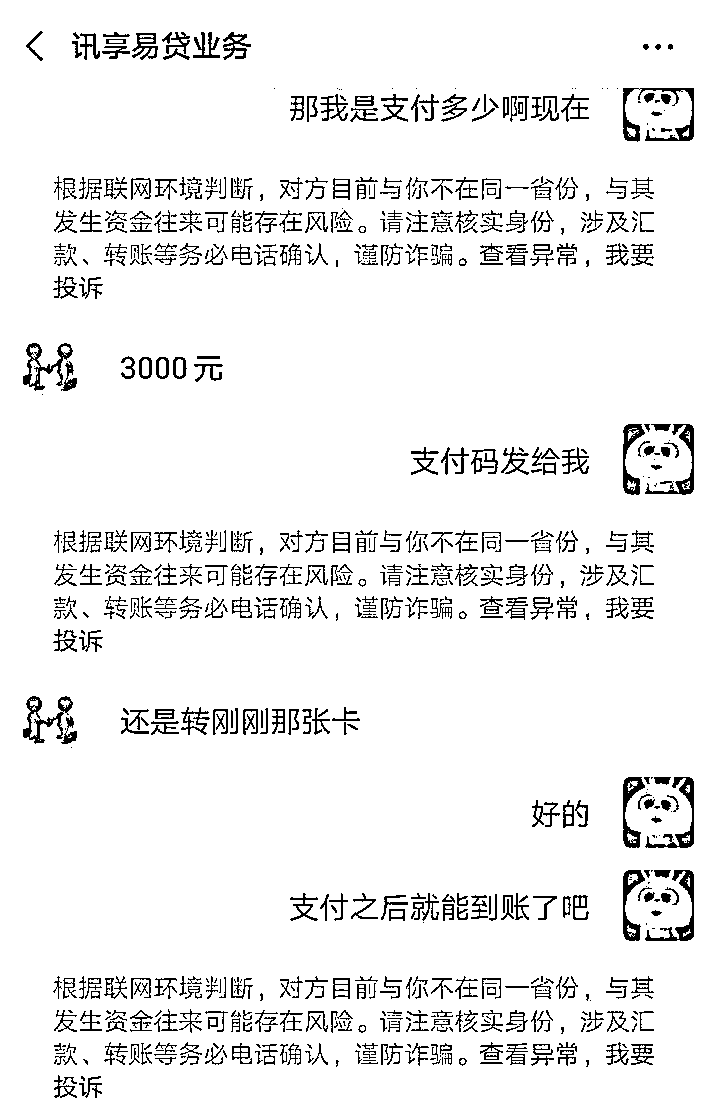 讯享易贷业务
那我是支付多少啊现在
根据联网环境判断，对方目前与你不在同一省份，与其
发生资金往来可能存在风险。请注意核实身份，涉及汇
款、转账等务必电话确认，谨防诈骗。查看异常，我要
投诉
3000元
支付码发给我
根据联网环境判断，对方目前与你不在同一省份，与其
发生资金往来可能存在风险。请注意核实身份，涉及汇
款、转账等务必电话确认，谨防诈骗。查看异常，我要
投诉
还是转刚刚那张卡
好的
支付之后就能到账了吧
根据联网环境判断，对方目前与你不在同一省份，与其
发生资金往来可能存在风险。请注意核实身份，涉及汇
款、转账等务必电话确认，谨防诈骗。查看异常，我要
投诉